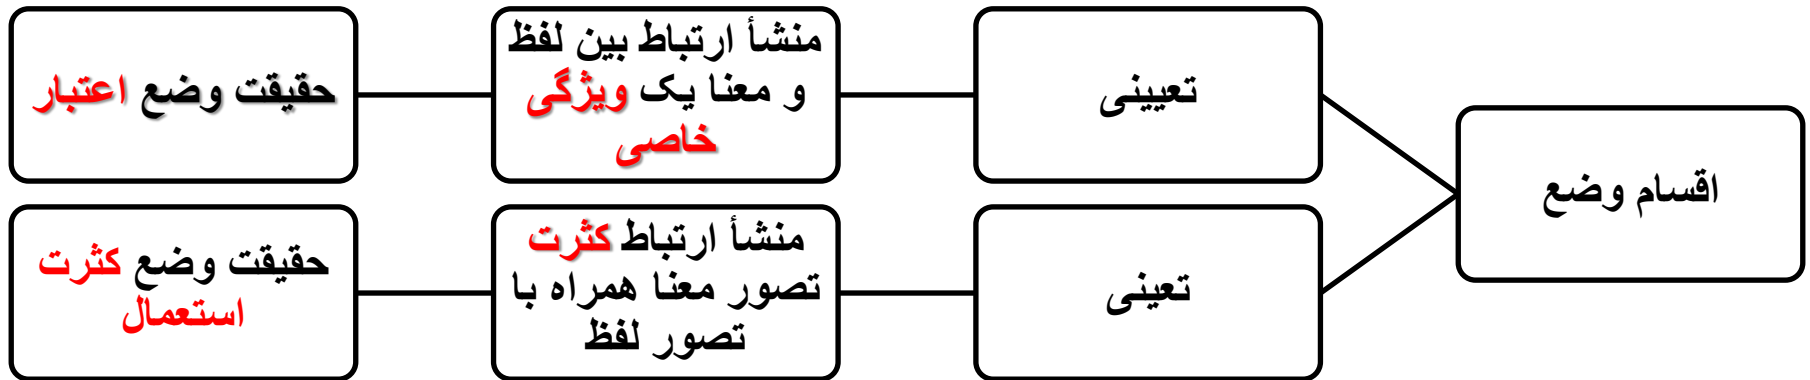 اقسام وضع
تعیینی
منشأ ارتباط بین لفظ
و معنا یک ویژگی
خاصی
حقیقت وضع اعتبار
تعینی
منشأ ارتباط کثرت
تصور معنا همراه با
تصور لفظ
حقیقت وضع کثرت
استعمال